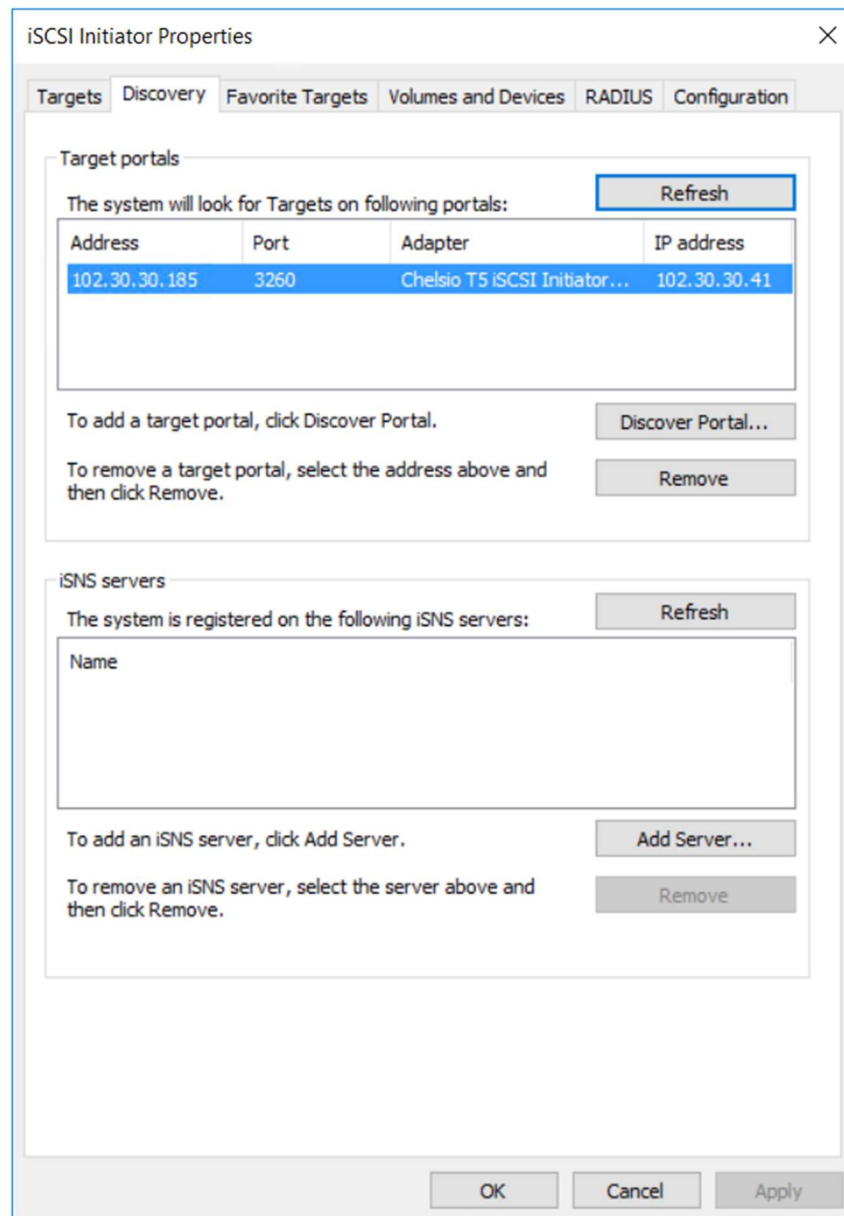 iSCSI Initiator Properties
Targets Discovery Favorite Targets Volumes and Devices RADIUS Configuration
Target portals
The system will look for Targets on following portals: Refresh
Address Port Adapter IP address
102.30.30.185 3260 Chelsio T5 iSCSI Initiator... 102.30.30.41
To add a target portal, click Discover Portal. Discover Portal...
To remove a target portal, select the address above and
then click Remove. Remove
iSNS servers
The system is registered on the following iSNS servers: Refresh
Name
To add an iSNS server, click Add Server. Add Server...
To remove an iSNS server, select the server above and
then click Remove. Remove
OK Cancel Apply